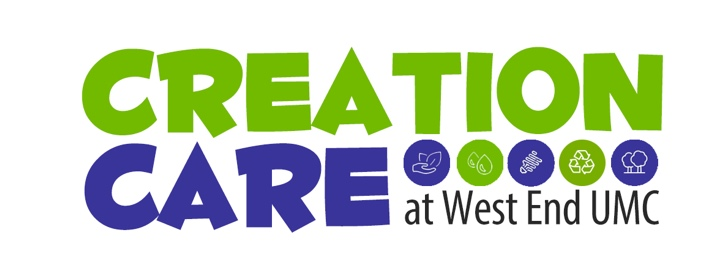 CREATION
CARE
at West End UMC